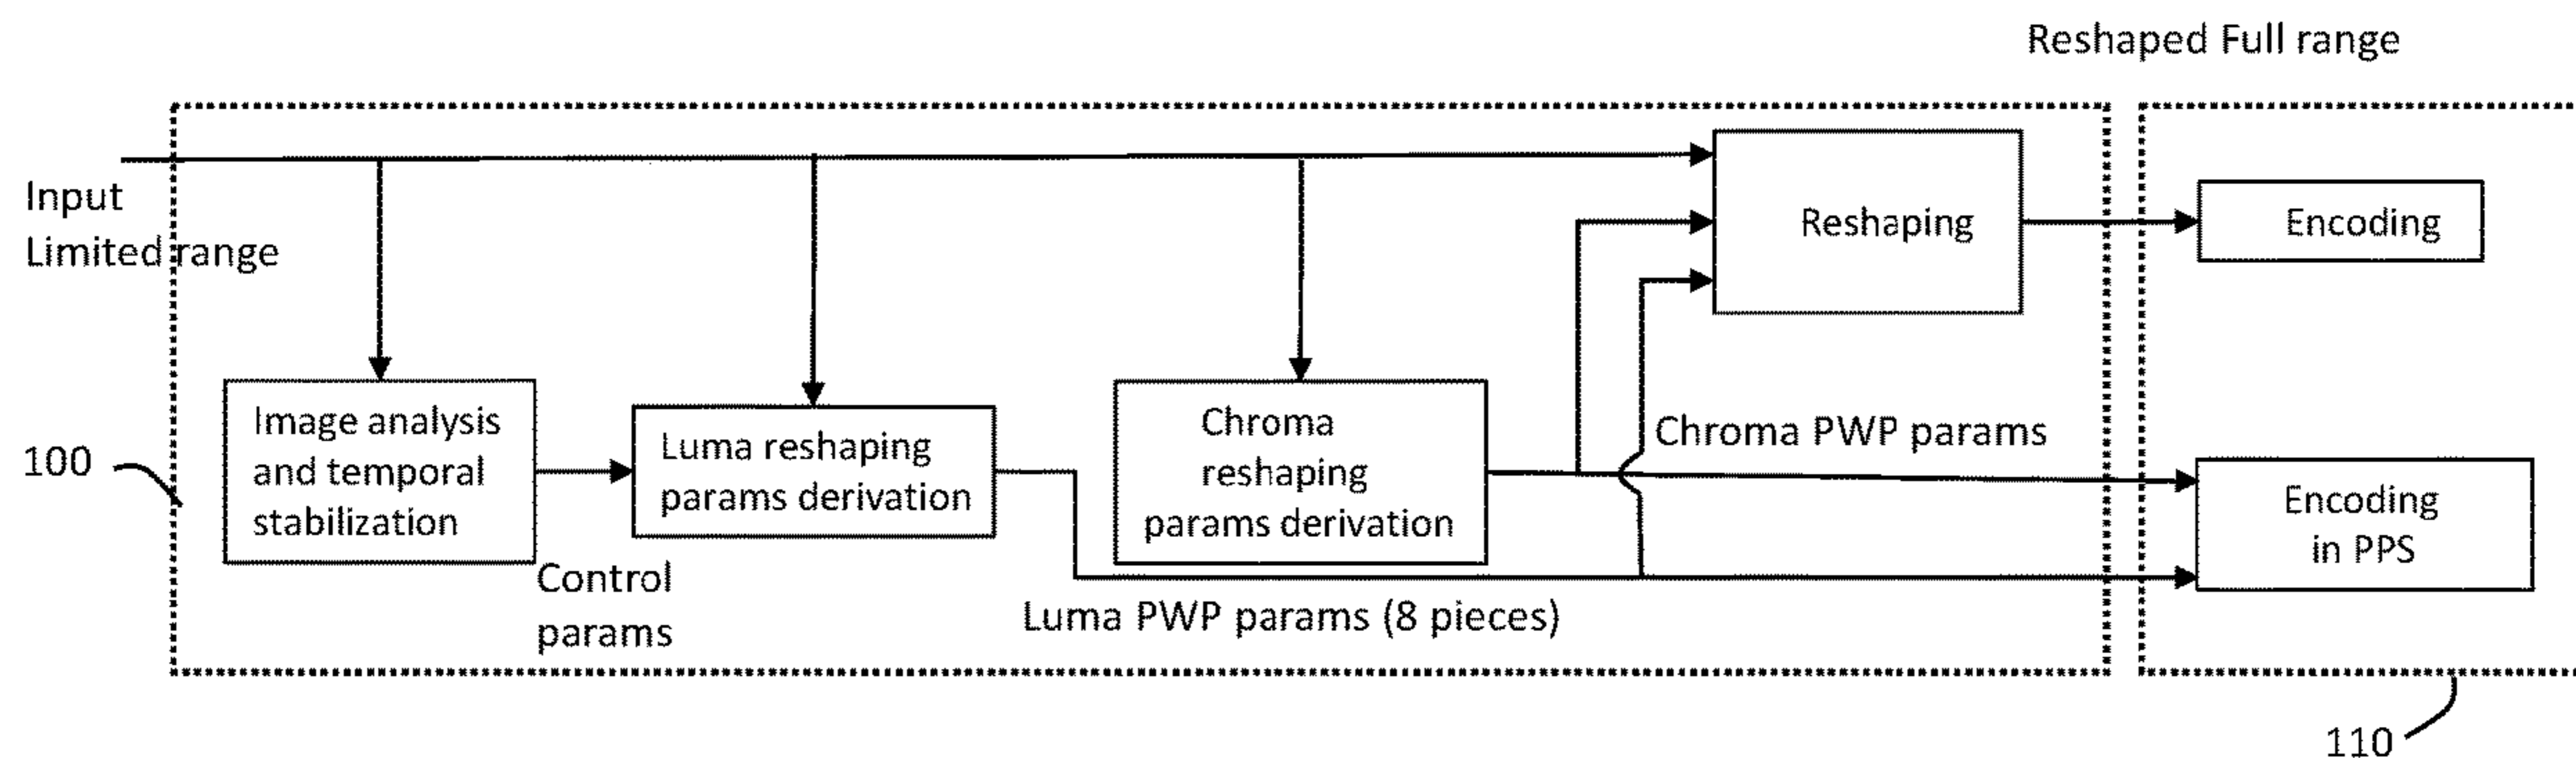 Reshaped Full range
Input
Limited range
Reshaping
Encoding
100
Image analysis
and temporal
stabilization
Control
params
Luma reshaping
params derivation
Chroma
reshaping
params derivation
Chroma PWP params
Luma PWP params (8 pieces)
Encoding
in PPS
110